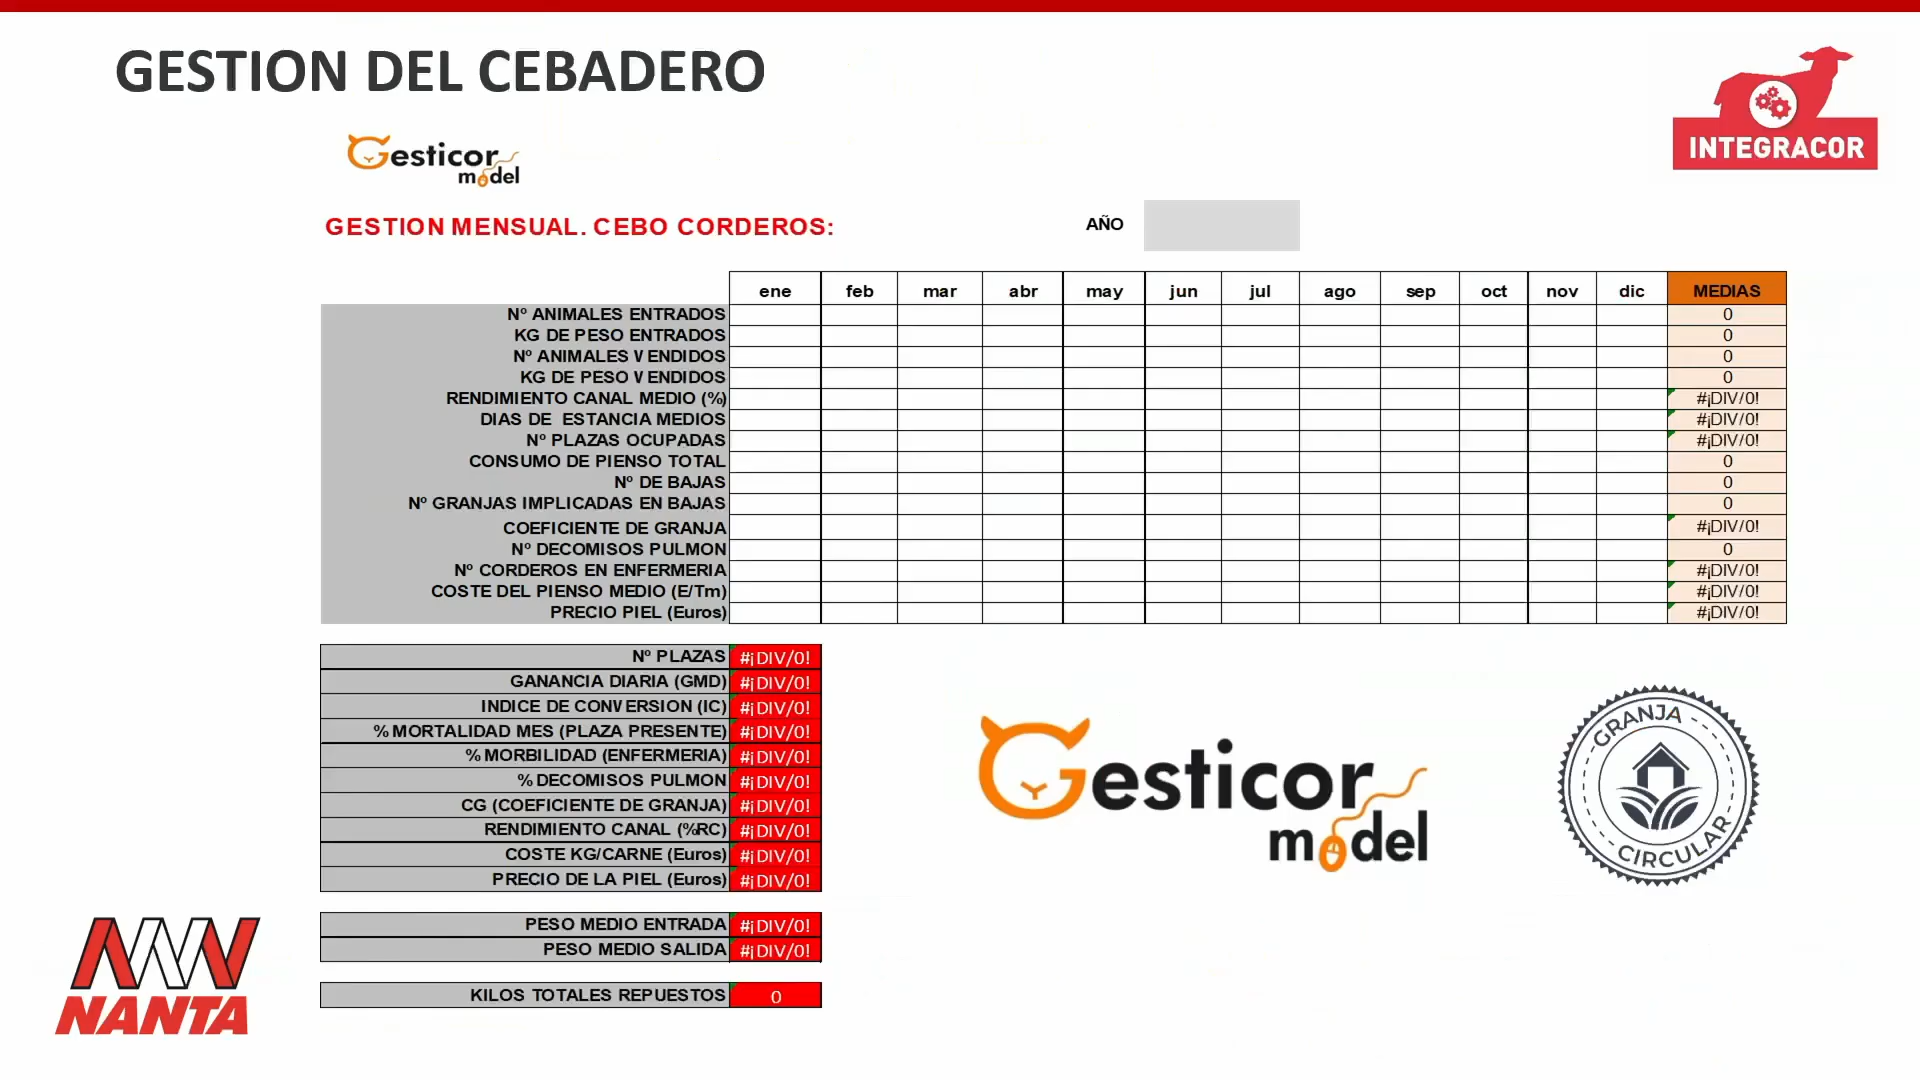 GESTION DEL CEBADERO
INTEGRACOR
Gesticor
model
GESTION MENSUAL. CEBO CORDEROS:
AÑO
ene feb mar abr may jun jul ago sep oct nov dic MEDIAS
Nº ANIMALES ENTRADOS 0
KG DE PESO ENTRADOS 0
Nº ANIMALES VENDIDOS 0
KG DE PESO VENDIDOS 0
RENDIMIENTO CANAL MEDIO (%) #¡DIV/0!
DIAS DE ESTANCIA MEDIOS #¡DIV/0!
Nº PLAZAS OCUPADAS #¡DIV/0!
CONSUMO DE PIENSO TOTAL 0
Nº DE BAJAS 0
Nº GRANJAS IMPLICADAS EN BAJAS 0
COEFICIENTE DE GRANJA #¡DIV/0!
Nº DECOMISOS PULMON 0
Nº CORDEROS EN ENFERMERIA #¡DIV/0!
COSTE DEL PIENSO MEDIO (E/Tm) #¡DIV/0!
PRECIO PIEL (Euros) #¡DIV/0!
Nº PLAZAS #¡DIV/0!
GANANCIA DIARIA (GMD) #¡DIV/0!
INDICE DE CONVERSION (IC) #¡DIV/0!
% MORTALIDAD MES (PLAZA PRESENTE) #¡DIV/0!
% MORBILIDAD (ENFERMERIA) #¡DIV/0!
% DECOMISOS PULMON #¡DIV/0!
CG (COEFICIENTE DE GRANJA) #¡DIV/0!
RENDIMIENTO CANAL (%RC) #¡DIV/0!
COSTE KG/CARNE (Euros) #¡DIV/0!
PRECIO DE LA PIEL (Euros) #¡DIV/0!
Gesticor
model
GRANJA
CIRCULAR
PESO MEDIO ENTRADA #¡DIV/0!
PESO MEDIO SALIDA #¡DIV/0!
KILOS TOTALES REPUESTOS 0
NANTA